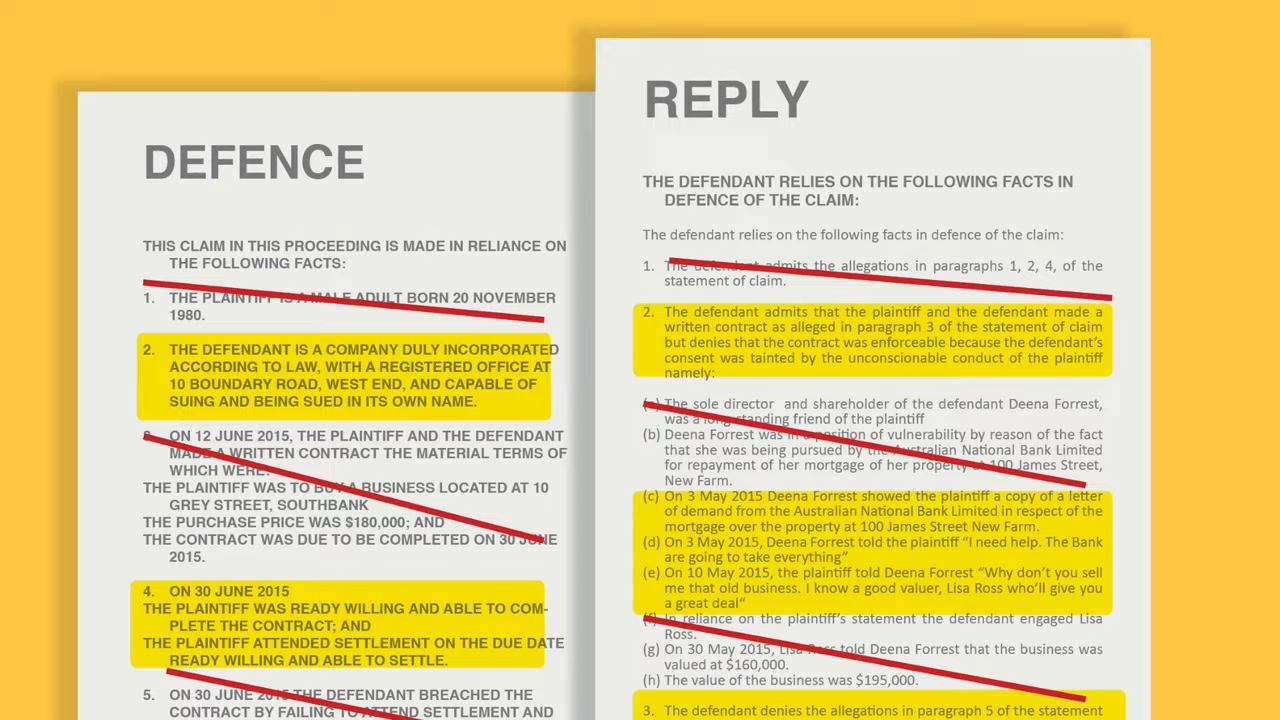 DEFENCE
THIS CLAIM IN THIS PROCEEDING IS MADE IN RELIANCE ON
THE FOLLOWING FACTS:
1. THE PLAINTIFF IS A MALE ADULT BORN 20 NOVEMBER
1980.
2. THE DEFENDANT IS A COMPANY DULY INCORPORATED
ACCORDING TO LAW, WITH A REGISTERED OFFICE AT
10 BOUNDARY ROAD, WEST END, AND CAPABLE OF
SUING AND BEING SUED IN ITS OWN NAME.
3. ON 12 JUNE 2015, THE PLAINTIFF AND THE DEFENDANT
MADE A WRITTEN CONTRACT THE MATERIAL TERMS OF
WHICH WERE:
THE PLAINTIFF WAS TO BUY A BUSINESS LOCATED AT 10
GREY STREET, SOUTHBANK
THE PURCHASE PRICE WAS $180,000; AND
THE CONTRACT WAS DUE TO BE COMPLETED ON 30 JUNE
2015.
4. ON 30 JUNE 2015
THE PLAINTIFF WAS READY WILLING AND ABLE TO COM-
PLETE THE CONTRACT; AND
THE PLAINTIFF ATTENDED SETTLEMENT ON THE DUE DATE
READY WILLING AND ABLE TO SETTLE.
5. ON 30 JUNE 2015 THE DEFENDANT BREACHED THE
CONTRACT BY FAILING TO ATTEND SETTLEMENT AND
REPLY
THE DEFENDANT RELIES ON THE FOLLOWING FACTS IN
DEFENCE OF THE CLAIM:
The defendant relies on the following facts in defence of the claim:
1. The defendant admits the allegations in paragraphs 1, 2, 4, of the
statement of claim.
2. The defendant admits that the plaintiff and the defendant made a
written contract as alleged in paragraph 3 of the statement of claim
but denies that the contract was enforceable because the defendant's
consent was tainted by the unconscionable conduct of the plaintiff
namely:
(a) The sole director and shareholder of the defendant Deena Forrest,
was a long standing friend of the plaintiff
(b) Deena Forrest was in a position of vulnerability by reason of the fact
that she was being pursued by the Australian National Bank Limited
for repayment of her mortgage of her property at 100 James Street,
New Farm.
(c) On 3 May 2015 Deena Forrest showed the plaintiff a copy of a letter
of demand from the Australian National Bank Limited in respect of the
mortgage over the property at 100 James Street New Farm.
(d) On 3 May 2015, Deena Forrest told the plaintiff “I need help. The Bank
are going to take everything”
(e) On 10 May 2015, the plaintiff told Deena Forrest “Why don’t you sell
me that old business. I know a good valuer, Lisa Ross who’ll give you
a great deal“
(f) In reliance on the plaintiff’s statement the defendant engaged Lisa
Ross.
(g) On 30 May 2015, Lisa Ross told Deena Forrest that the business was
valued at $160,000.
(h) The value of the business was $195,000.
3. The defendant denies the allegations in paragraph 5 of the statement